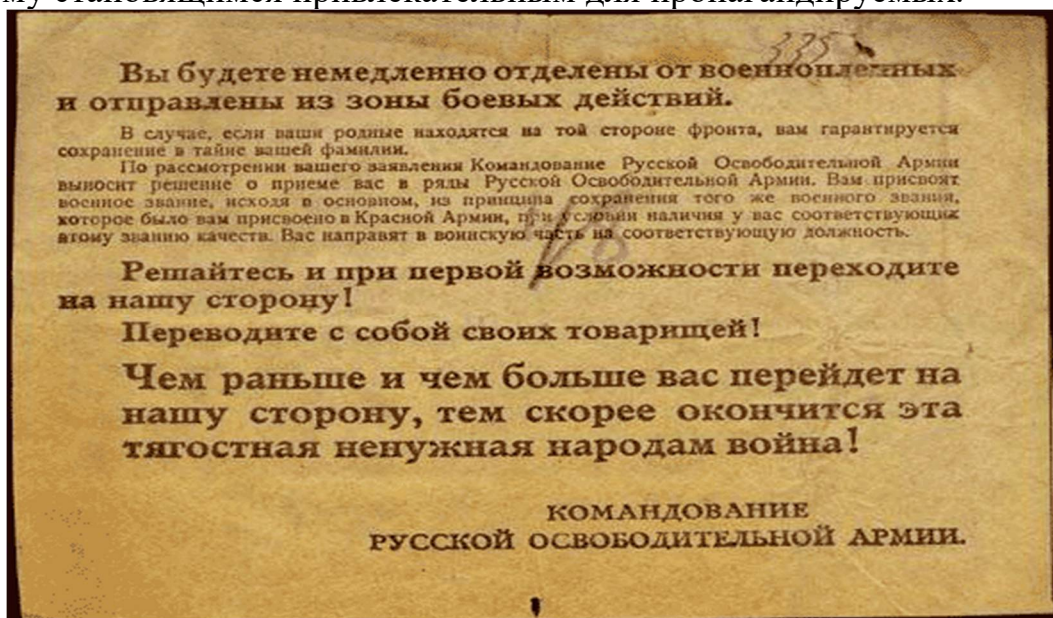 му становящимся привлекательным для пропагандируемых.
335
Вы будете немедленно отделены от военнопленных
и отправлены из зоны боевых действий.
В случае, если ваши родные находятся на той стороне фронта, вам гарантируется
сохранение в тайне вашей фамилии.
По рассмотрении вашего заявления Командование Русской Освободительной Армии
выносит решение о приеме вас в ряды Русской Освободительной Армии. Вам присвоят
военное звание, исходя в основном, из принципа сохранения того же военного звания,
которое было вам присвоено в Красной Армии, при условии наличия у вас соответствующих
этому званию качеств. Вас направят в воинскую часть на соответствующую должность.
Решайтесь и при первой возможности переходите
на нашу сторону!
Переводите с собой своих товарищей!
Чем раньше и чем больше вас перейдет на
нашу сторону, тем скорее окончится эта
тягостная ненужная народам война!
КОМАНДОВАНИЕ
РУССКОЙ ОСВОБОДИТЕЛЬНОЙ АРМИИ.